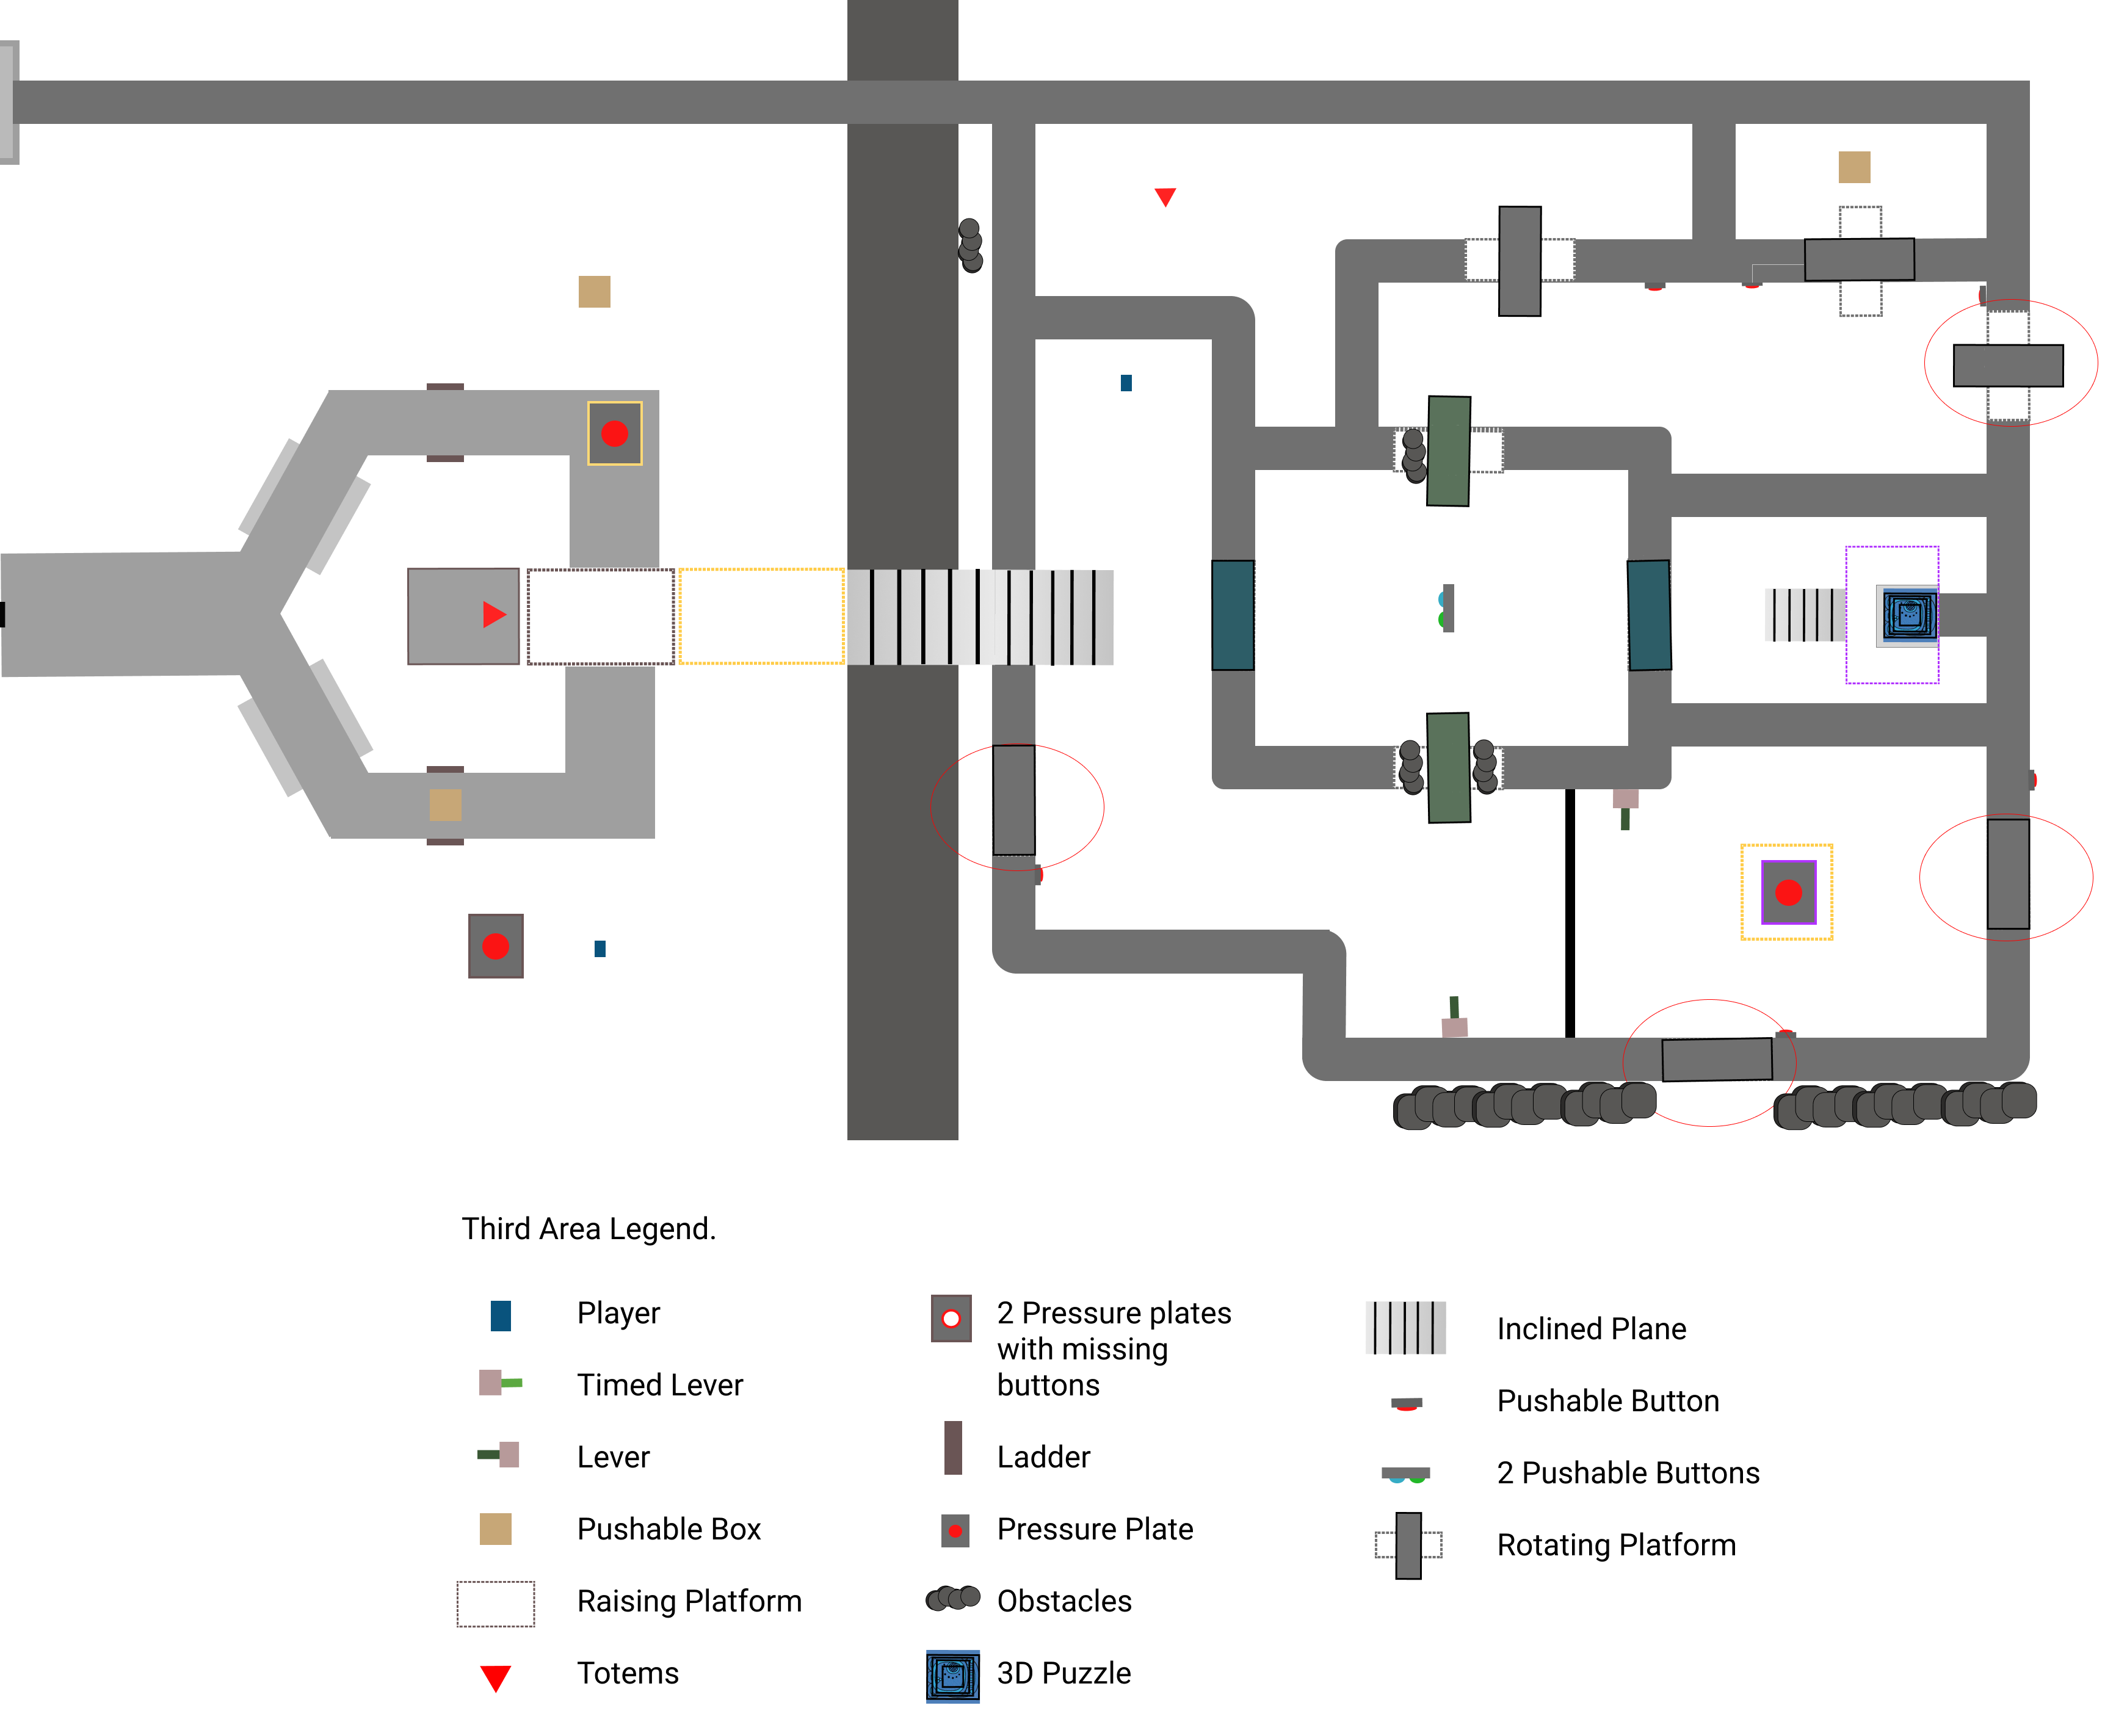 Third Area Legend.
Player
Timed Lever
Lever
Pushable Box
Raising Platform
Totems
2 Pressure plates
with missing
buttons
Ladder
Pressure Plate
Obstacles
3D Puzzle
Inclined Plane
Pushable Button
2 Pushable Buttons
Rotating Platform